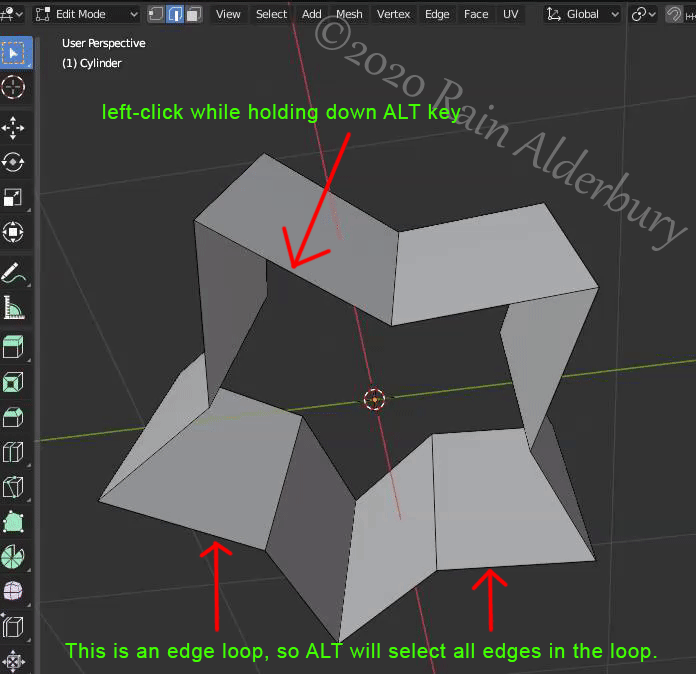 Edit Mode View Select Add Mesh Vertex Edge Face UV Global
User Perspective
(1) Cylinder
©2020 Rain Alderbury
left-click while holding down ALT key
This is an edge loop, so ALT will select all edges in the loop.